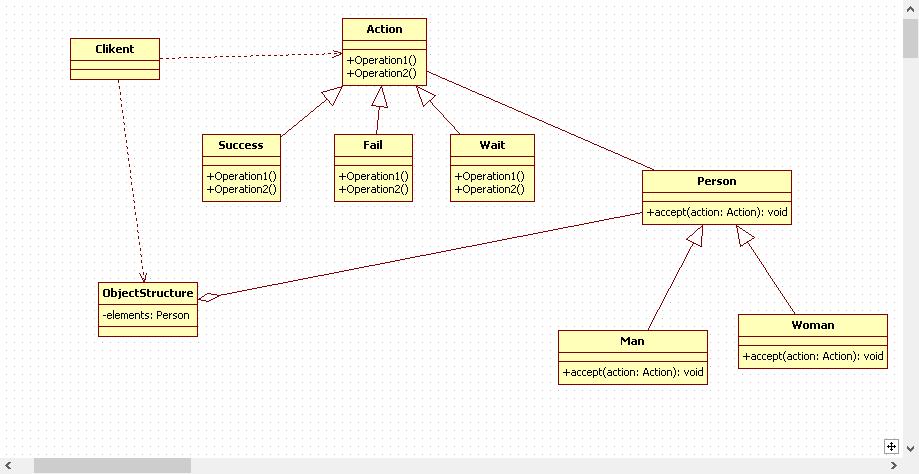 Action
+Operation1()
+Operation2()
Clikent
Success
+Operation1()
+Operation2()
Fail
+Operation1()
+Operation2()
Wait
+Operation1()
+Operation2()
Person
+accept(action: Action): void
ObjectStructure
-elements: Person
Man
+accept(action: Action): void
Woman
+accept(action: Action): void